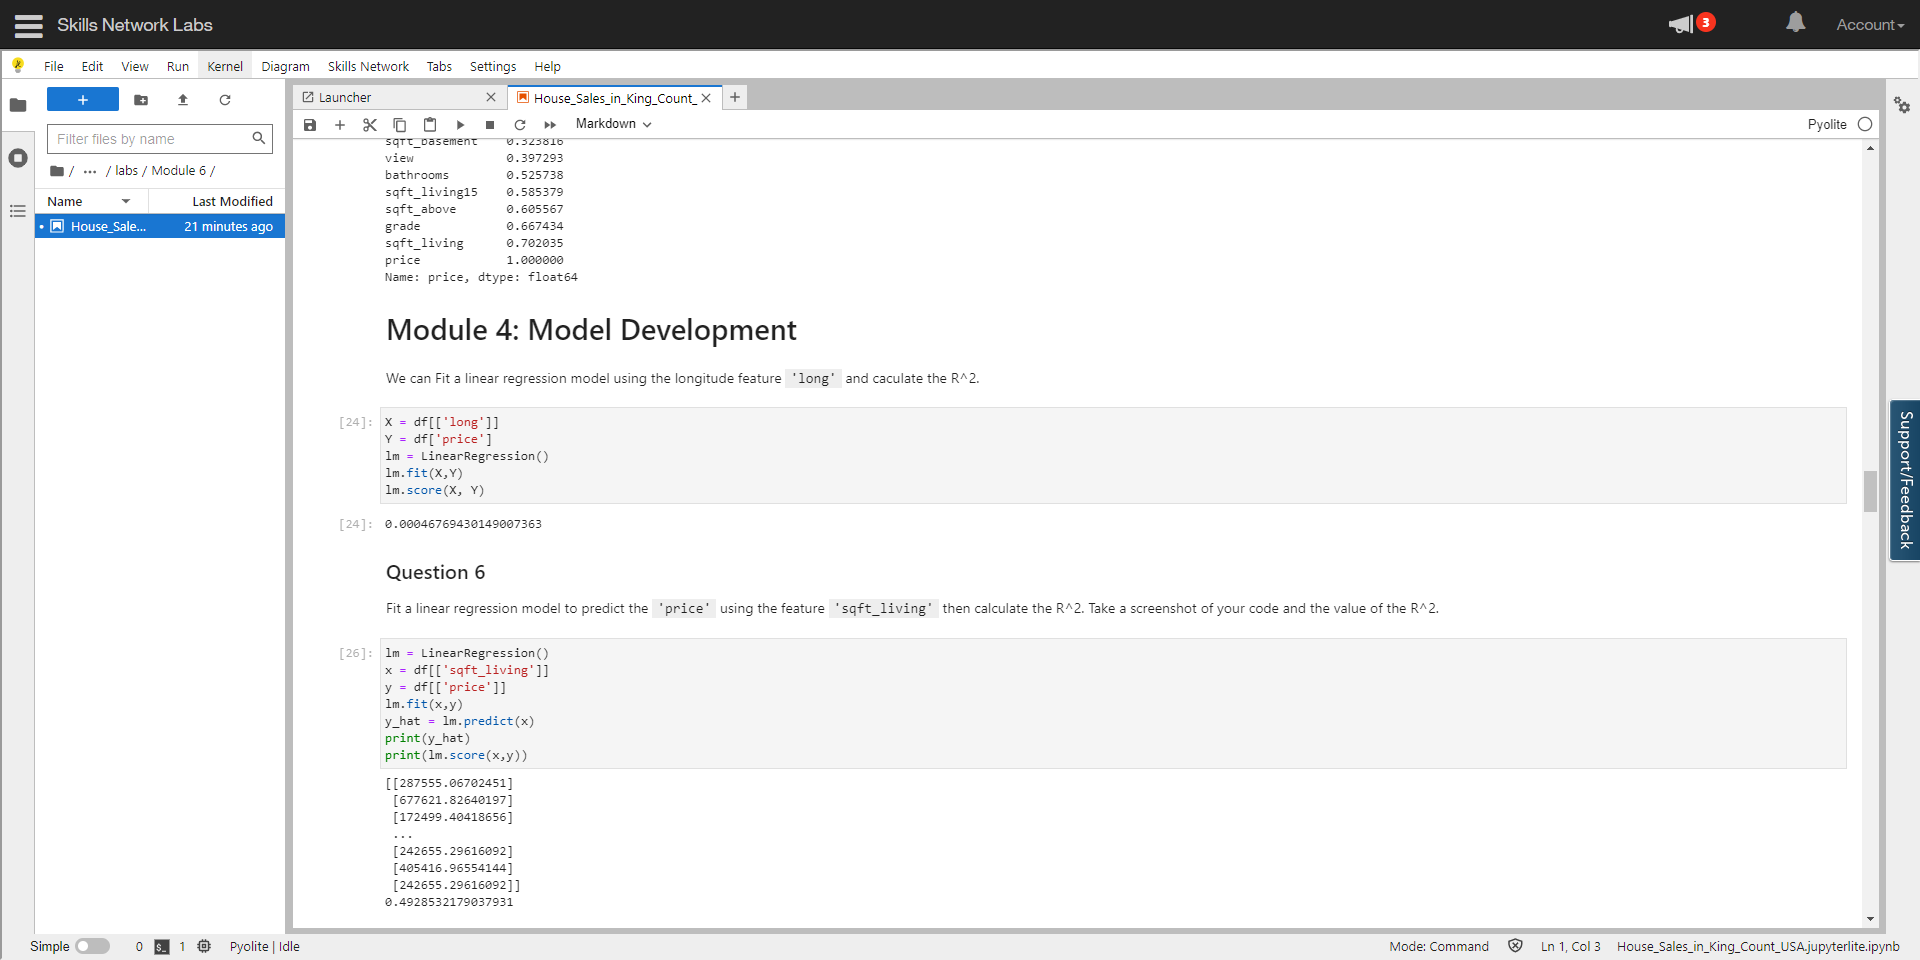 Skills Network Labs
3
Account
File Edit View Run Kernel Diagram Skills Network Tabs Settings Help
+
Filter files by name
/ ... / labs / Module 6 /
Name Last Modified
House_Sale... 21 minutes ago
Launcher
House_Sales_in_King_Count_
Markdown
Pyolite
sqft_basement 0.323816
view 0.397293
bathrooms 0.525738
sqft_living15 0.585379
sqft_above 0.605567
grade 0.667434
sqft_living 0.702035
price 1.000000
Name: price, dtype: float64
Module 4: Model Development
We can Fit a linear regression model using the longitude feature 'long' and caculate the R^2.
[24]: X = df[['long']]
Y = df['price']
lm = LinearRegression()
lm.fit(X,Y)
lm.score(X, Y)
[24]: 0.00046769430149007363
Question 6
Fit a linear regression model to predict the 'price' using the feature 'sqft_living' then calculate the R^2. Take a screenshot of your code and the value of the R^2.
[26]: lm = LinearRegression()
x = df[['sqft_living']]
y = df[['price']]
lm.fit(x,y)
y_hat = lm.predict(x)
print(y_hat)
print(lm.score(x,y))
[[287555.06702451]
[677621.82640197]
[172499.40418656]
...
[242655.29616092]
[405416.96554144]
[242655.29616092]]
0.4928532179037931
Support/Feedback
Simple 0 $_ 1 Pyolite | Idle
Mode: Command Ln 1, Col 3 House_Sales_in_King_Count_USA.jupyterlite.ipynb